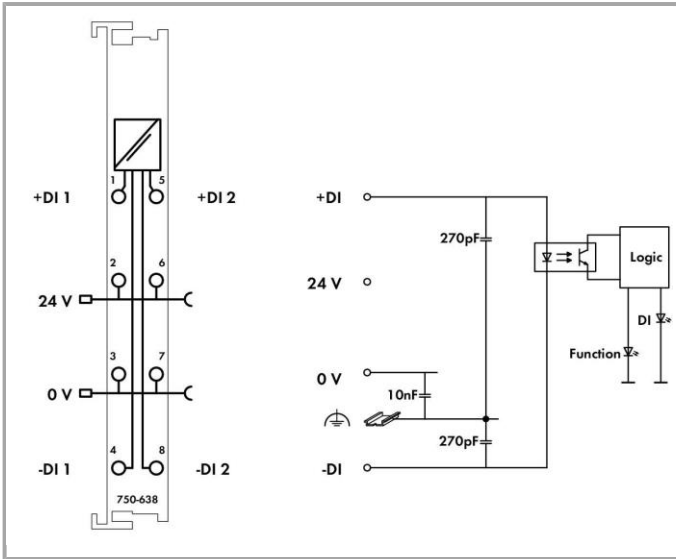 1 5
+DI 1 +DI 2
2 6
24 V
3 7
0 V
4 8
-DI 1 -DI 2
750-638
+DI
270pF
Logic
24 V
DI
Function
0 V
10nF
270pF
-DI